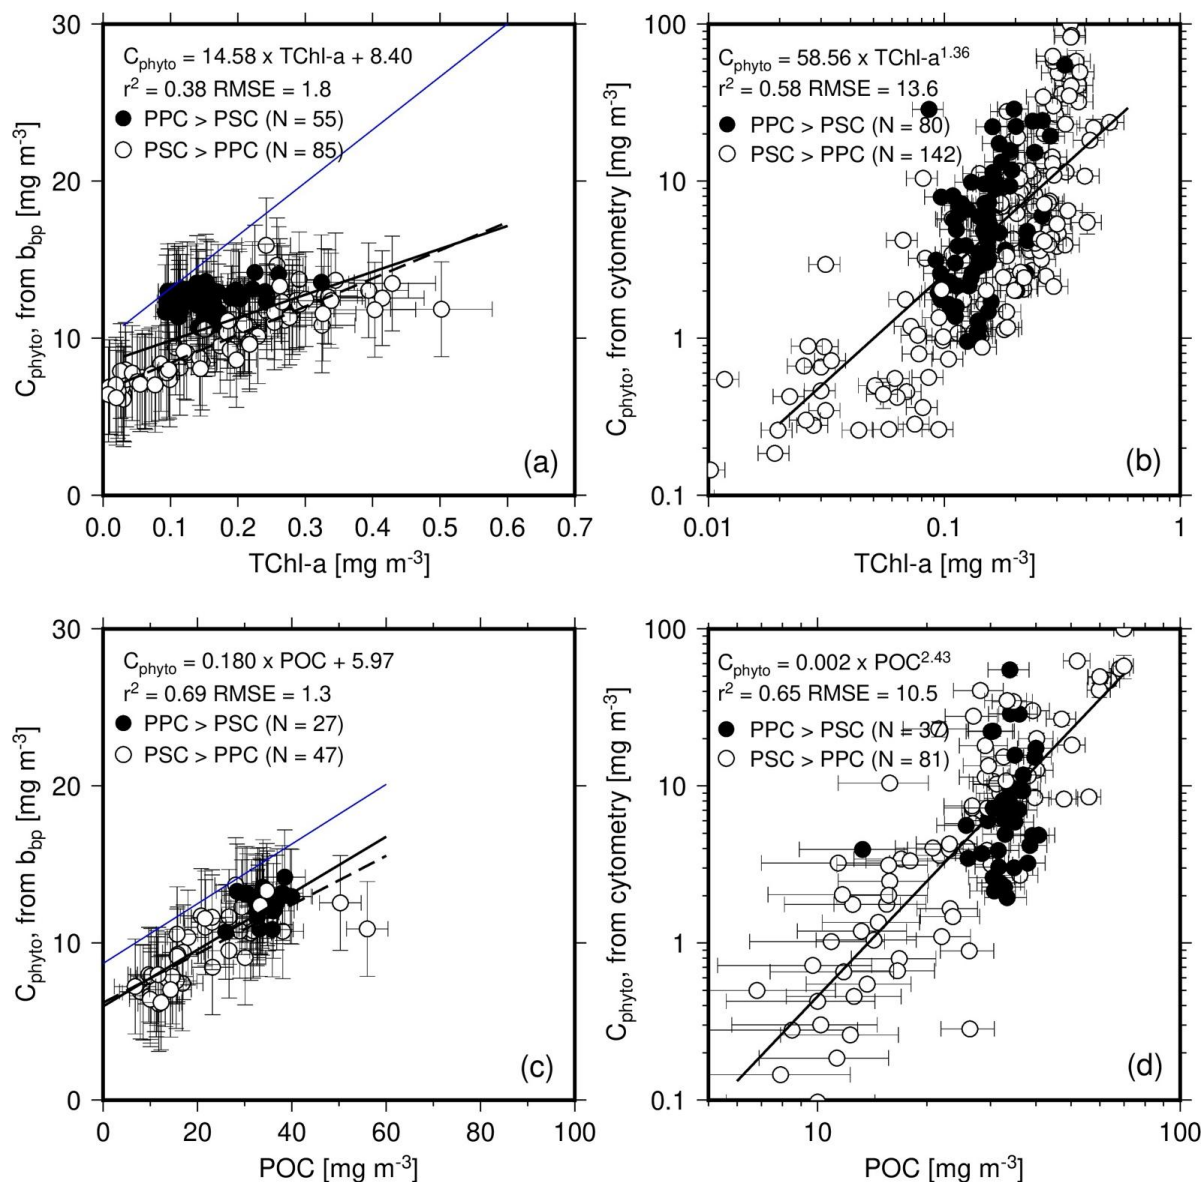 30
20
10
0
C_phyto, from b_bp [mg m⁻³]
C_phyto = 14.58 x TChl-a + 8.40
r² = 0.38 RMSE = 1.8
PPC > PSC (N = 55)
PSC > PPC (N = 85)
(a)
0.0 0.1 0.2 0.3 0.4 0.5 0.6 0.7
TChl-a [mg m⁻³]
100
10
1
0.1
C_phyto, from cytometry [mg m⁻³]
C_phyto = 58.56 x TChl-a¹·³⁶
r² = 0.58 RMSE = 13.6
PPC > PSC (N = 80)
PSC > PPC (N = 142)
(b)
0.01 0.1 1
TChl-a [mg m⁻³]
30
20
10
0
C_phyto, from b_bp [mg m⁻³]
C_phyto = 0.180 x POC + 5.97
r² = 0.69 RMSE = 1.3
PPC > PSC (N = 27)
PSC > PPC (N = 47)
(c)
0 20 40 60 80 100
POC [mg m⁻³]
100
10
1
0.1
C_phyto, from cytometry [mg m⁻³]
C_phyto = 0.002 x POC²·⁴³
r² = 0.65 RMSE = 10.5
PPC > PSC (N = 37)
PSC > PPC (N = 81)
(d)
10 100
POC [mg m⁻³]